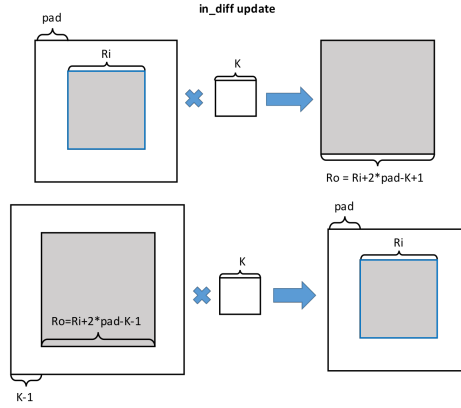 in_diff update
pad
Ri
K
Ro = Ri+2*pad-K+1
pad
K
Ri
Ro=Ri+2*pad-K-1
K-1